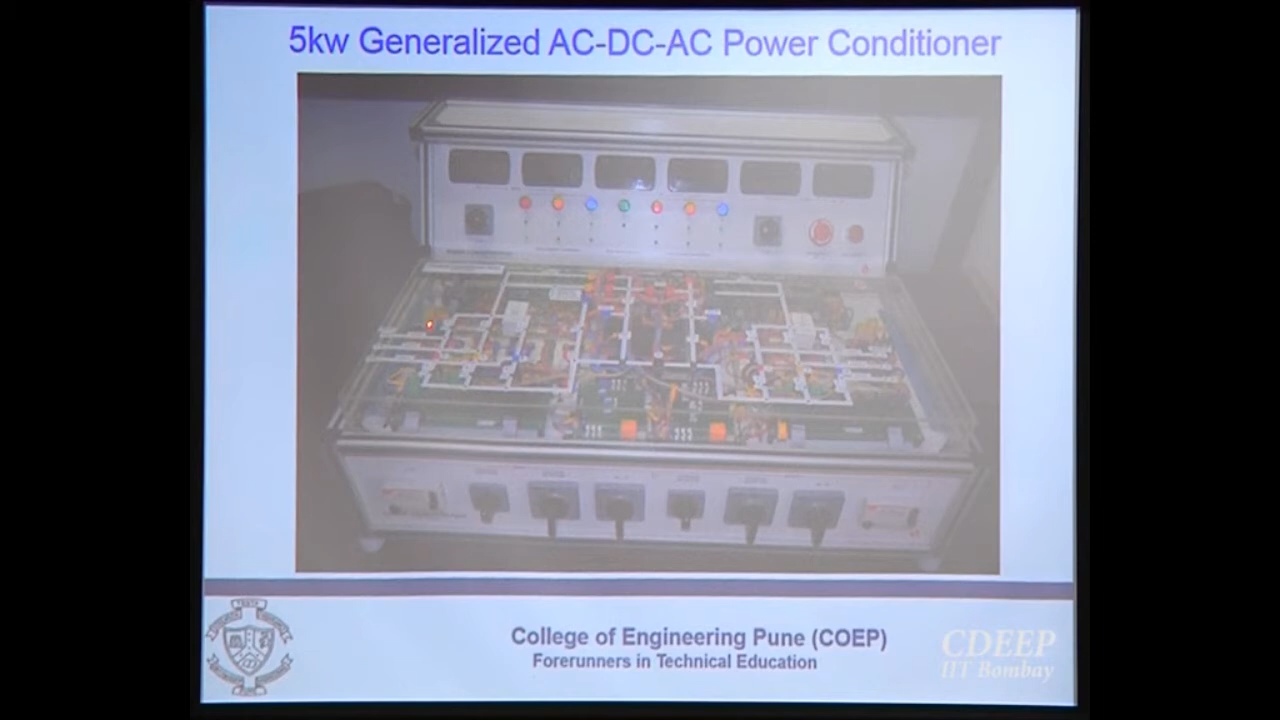 5kw Generalized AC-DC-AC Power Conditioner
College of Engineering Pune (COEP)
Forerunners in Technical Education
CDEEP
IIT Bombay